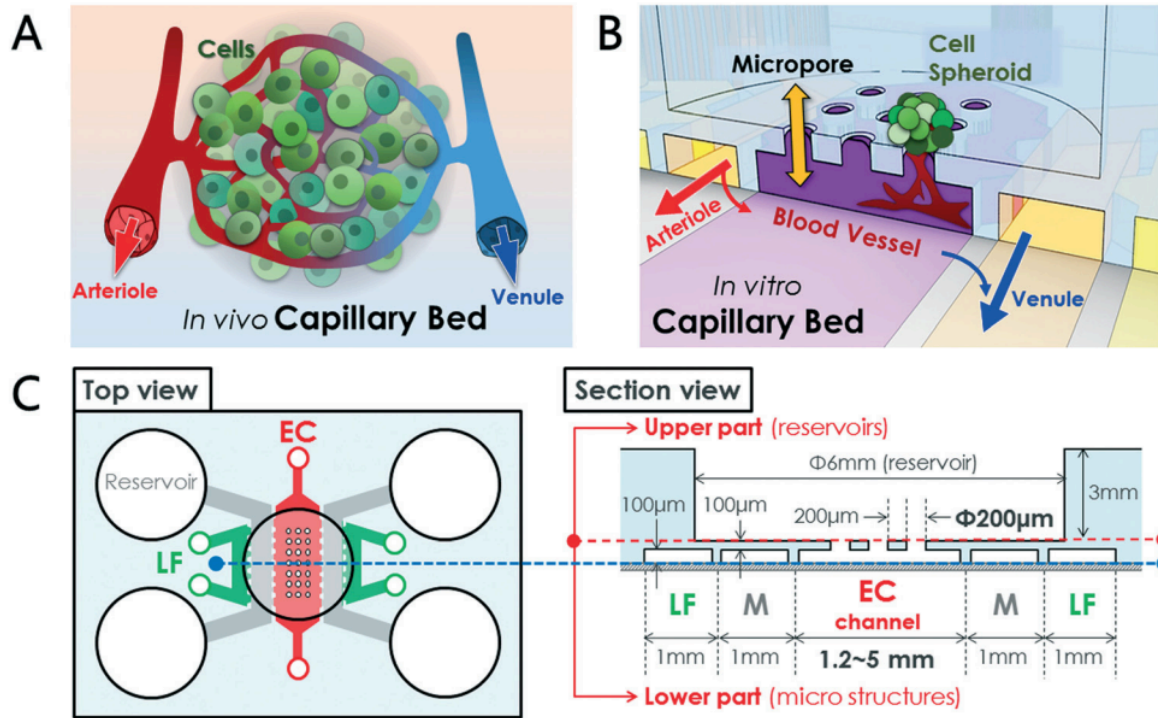 A
Cells
Arteriole
Venule
In vivo Capillary Bed
B
Micropore
Cell
Spheroid
Arteriole
Blood Vessel
Venule
In vitro
Capillary Bed
C
Top view
EC
Reservoir
LF
Section view
Upper part (reservoirs)
Φ6mm (reservoir)
3mm
100μm
100μm
200μm
Φ200μm
LF
M
EC
channel
M
LF
1mm
1mm
1.2~5 mm
1mm
1mm
Lower part (micro structures)